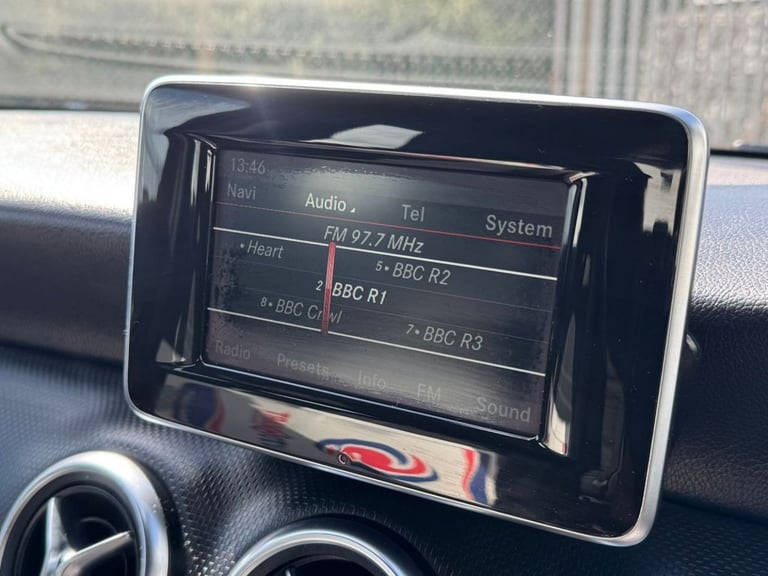 13:46
Navi Audio Tel System
FM 97.7 MHz
* Heart 5* BBC R2
2 BBC R1
8* BBC Cnwl 7* BBC R3
Radio Presets Info FM Sound